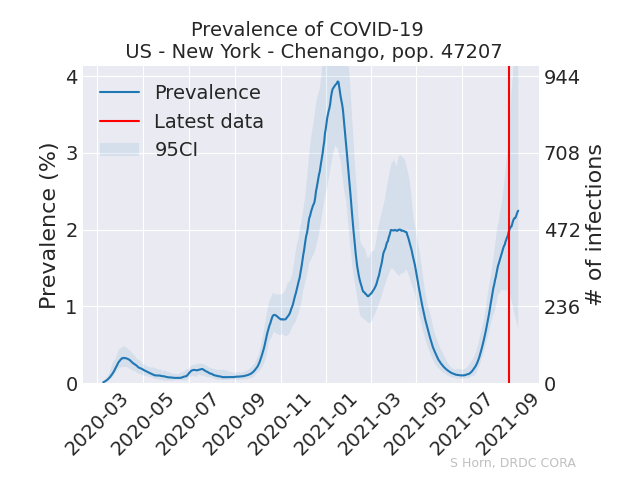 Prevalence of COVID-19
US - New York - Chenango, pop. 47207
Prevalence
Latest data
95CI
Prevalence (%)
4
3
2
1
0
944
708
472
236
0
# of infections
2020-03
2020-05
2020-07
2020-09
2020-11
2021-01
2021-03
2021-05
2021-07
2021-09
S Horn, DRDC CORA